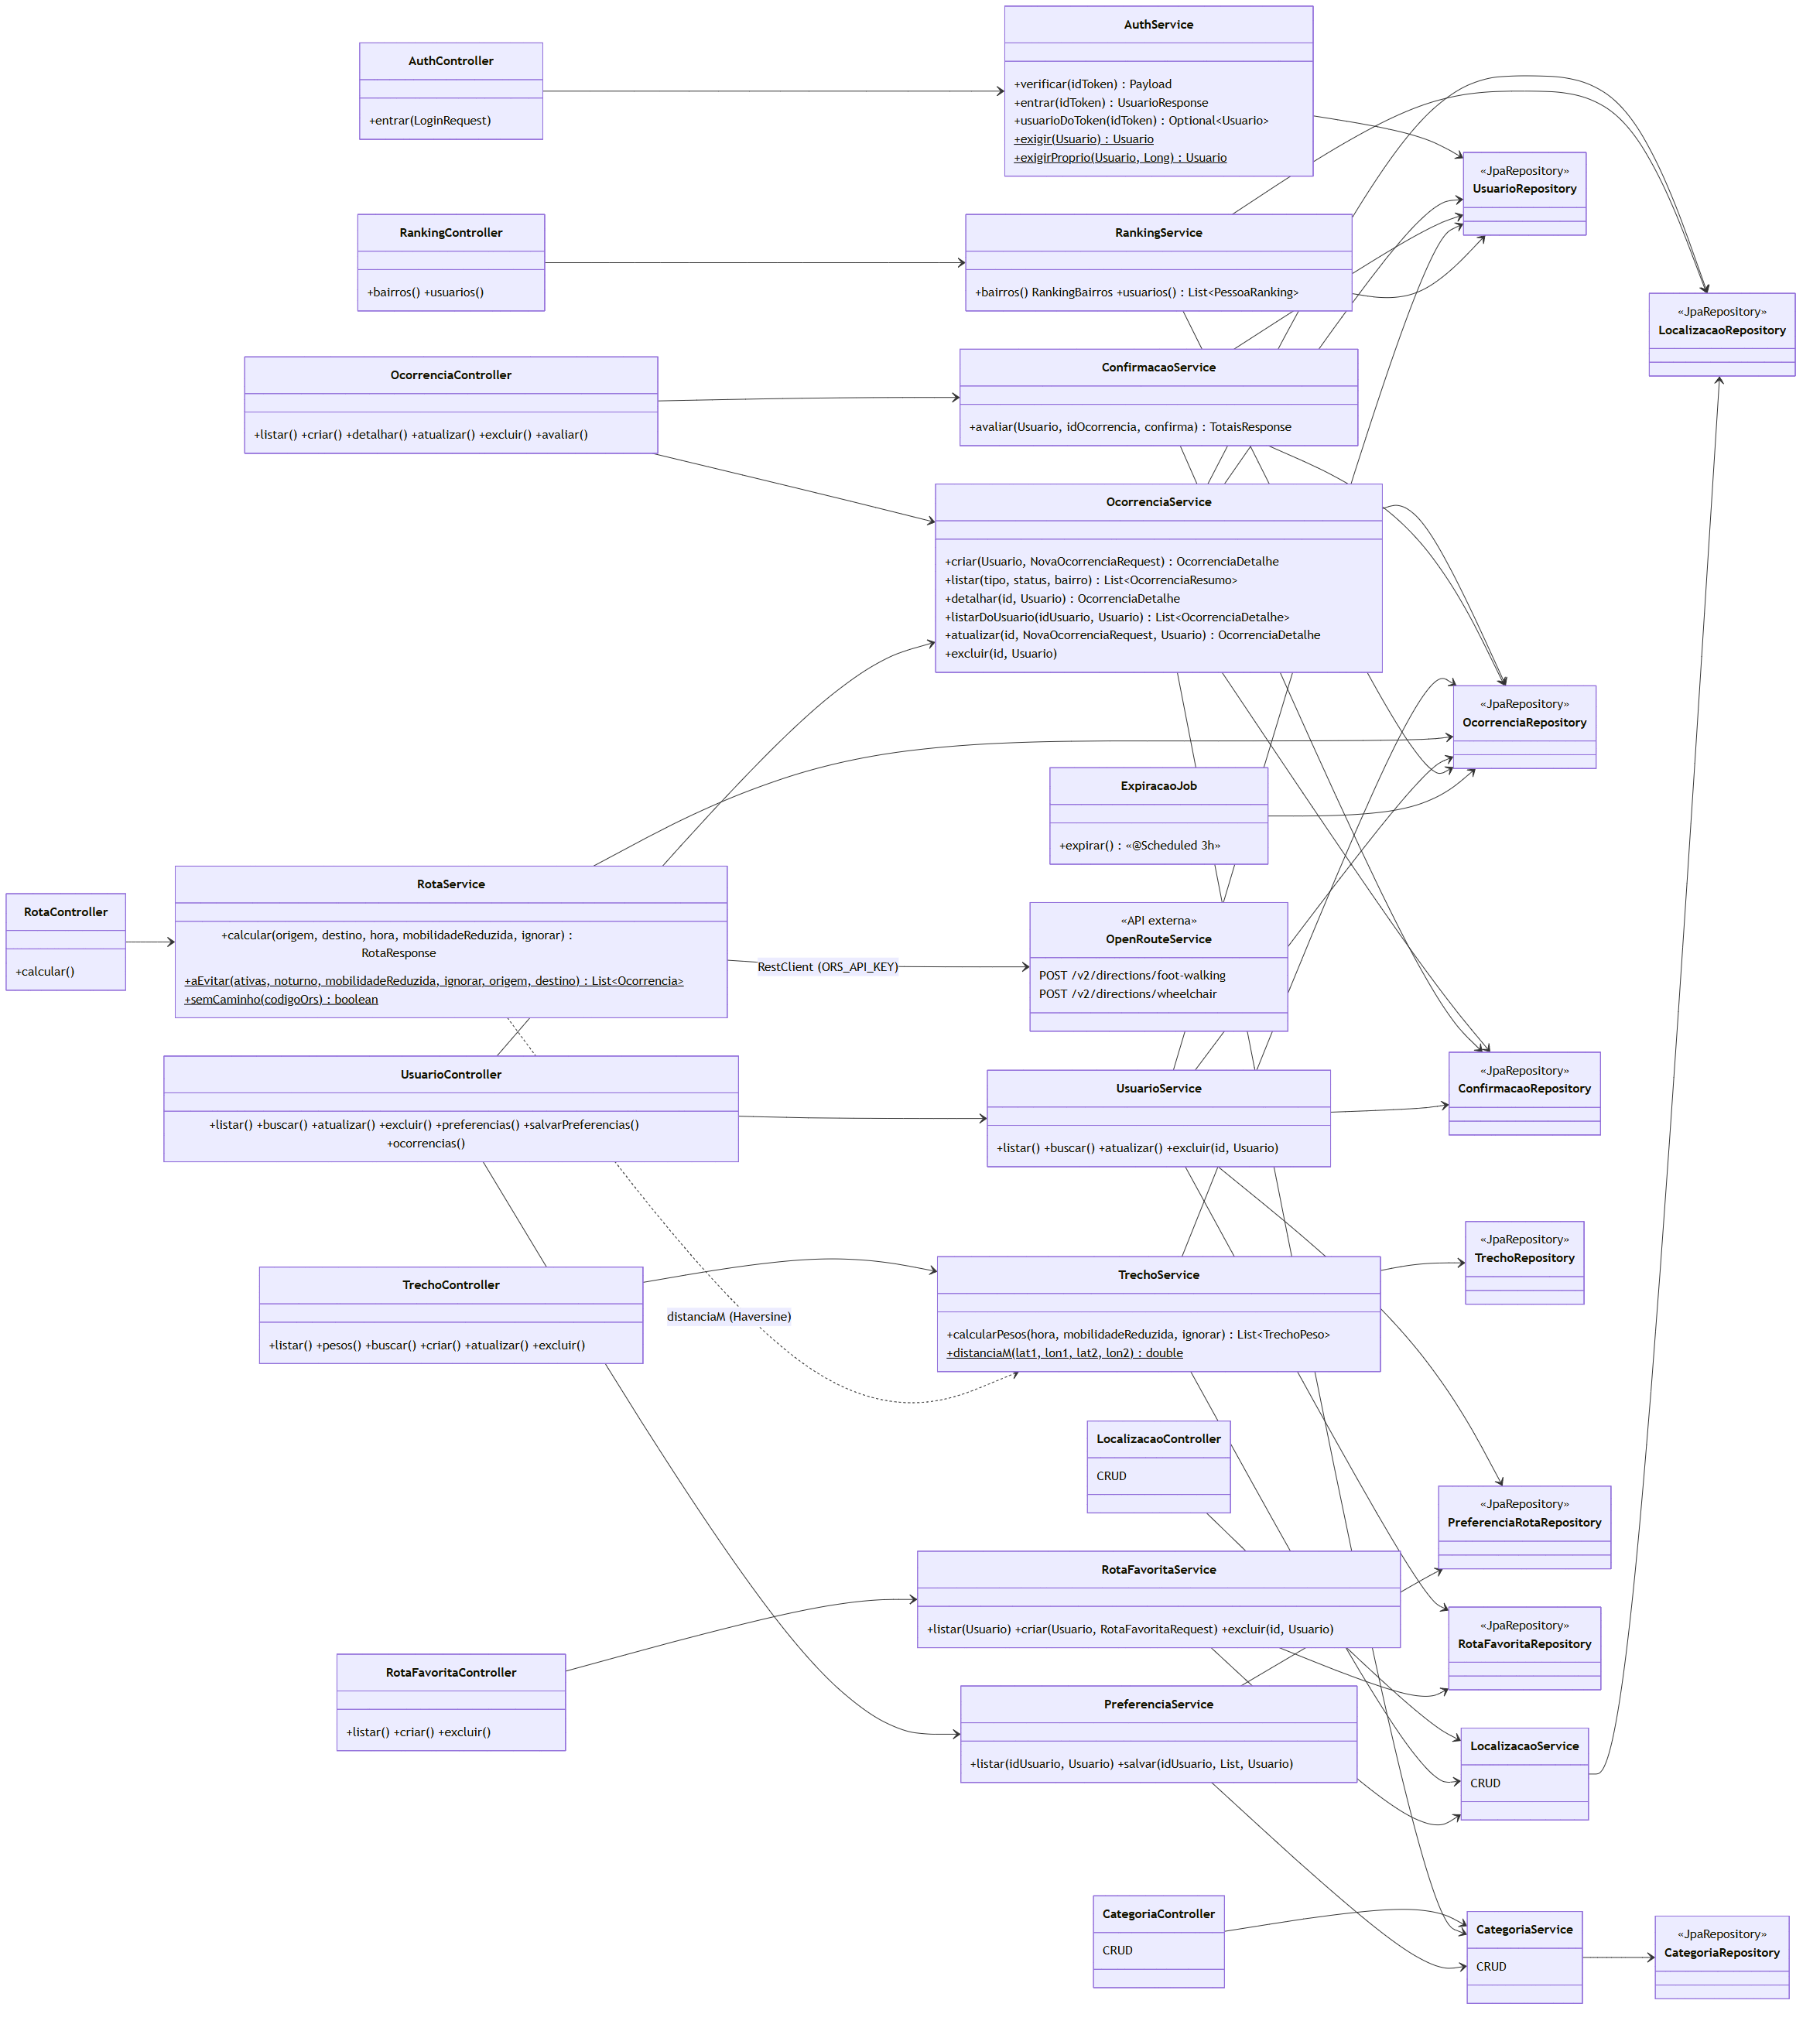 AuthService
+verificar(idToken) : Payload
+entrar(idToken) : UsuarioResponse
+usuarioDoToken(idToken) : Optional<Usuario>
+exigir(Usuario) : Usuario
+exigirProprio(Usuario, Long) : Usuario
AuthController
+entrar(LoginRequest)
«JpaRepository»
UsuarioRepository
RankingController
+bairros() +usuarios()
RankingService
+bairros() RankingBairros +usuarios() : List<PessoaRanking>
«JpaRepository»
LocalizacaoRepository
OcorrenciaController
+listar() +criar() +detalhar() +atualizar() +excluir() +avaliar()
ConfirmacaoService
+avaliar(Usuario, idOcorrencia, confirma) : TotaisResponse
OcorrenciaService
+criar(Usuario, NovaOcorrenciaRequest) : OcorrenciaDetalhe
+listar(tipo, status, bairro) : List<OcorrenciaResumo>
+detalhar(id, Usuario) : OcorrenciaDetalhe
+listarDoUsuario(idUsuario, Usuario) : List<OcorrenciaDetalhe>
+atualizar(id, NovaOcorrenciaRequest, Usuario) : OcorrenciaDetalhe
+excluir(id, Usuario)
«JpaRepository»
OcorrenciaRepository
ExpiracaoJob
+expirar() : «@Scheduled 3h»
RotaController
+calcular()
RotaService
+calcular(origem, destino, hora, mobilidadeReduzida, ignorar) :
RotaResponse
+aEvitar(ativas, noturno, mobilidadeReduzida, ignorar, origem, destino) : List<Ocorrencia>
+semCaminho(codigoOrs) : boolean
RestClient (ORS_API_KEY)
«API externa»
OpenRouteService
POST /v2/directions/foot-walking
POST /v2/directions/wheelchair
UsuarioController
+listar() +buscar() +atualizar() +excluir() +preferencias() +salvarPreferencias()
+ocorrencias()
UsuarioService
+listar() +buscar() +atualizar() +excluir(id, Usuario)
«JpaRepository»
ConfirmacaoRepository
TrechoController
+listar() +pesos() +buscar() +criar() +atualizar() +excluir()
distanciaM (Haversine)
TrechoService
+calcularPesos(hora, mobilidadeReduzida, ignorar) : List<TrechoPeso>
+distanciaM(lat1, lon1, lat2, lon2) : double
«JpaRepository»
TrechoRepository
LocalizacaoController
CRUD
«JpaRepository»
PreferenciaRotaRepository
RotaFavoritaService
+listar(Usuario) +criar(Usuario, RotaFavoritaRequest) +excluir(id, Usuario)
«JpaRepository»
RotaFavoritaRepository
RotaFavoritaController
+listar() +criar() +excluir()
PreferenciaService
+listar(idUsuario, Usuario) +salvar(idUsuario, List, Usuario)
LocalizacaoService
CRUD
CategoriaController
CRUD
CategoriaService
CRUD
«JpaRepository»
CategoriaRepository